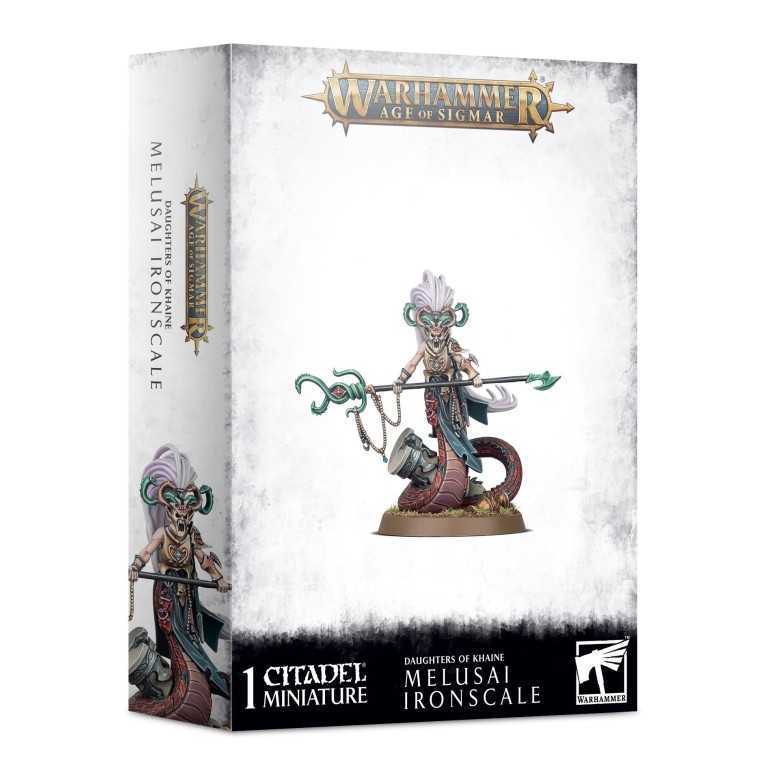 WARHAMMER
AGE OF SIGMAR
WARHAMMER
AGE OF SIGMAR
DAUGHTERS OF KHAINE
MELUSAI IRONSCALE
1 CITADEL®
MINIATURE
DAUGHTERS OF KHAINE
MELUSAI
IRONSCALE
WARHAMMER™